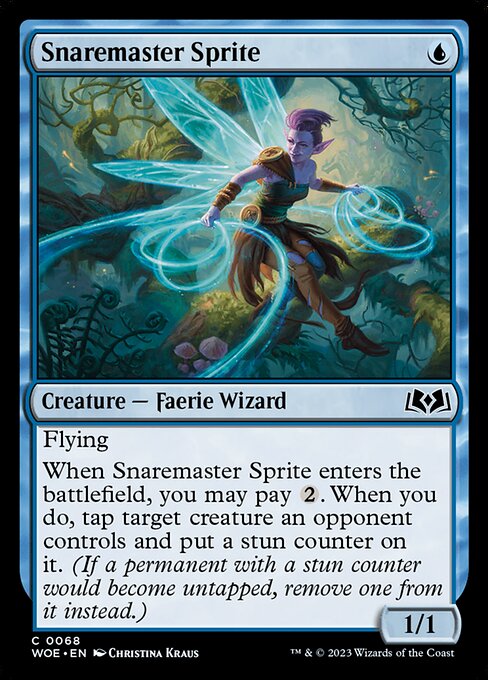 Snaremaster Sprite
Creature — Faerie Wizard
Flying
When Snaremaster Sprite enters the
battlefield, you may pay 2. When you
do, tap target creature an opponent
controls and put a stun counter on
it. (If a permanent with a stun counter
would become untapped, remove one from
it instead.)
1/1
C 0068
WOE • EN Christina Kraus
™ & © 2023 Wizards of the Coast